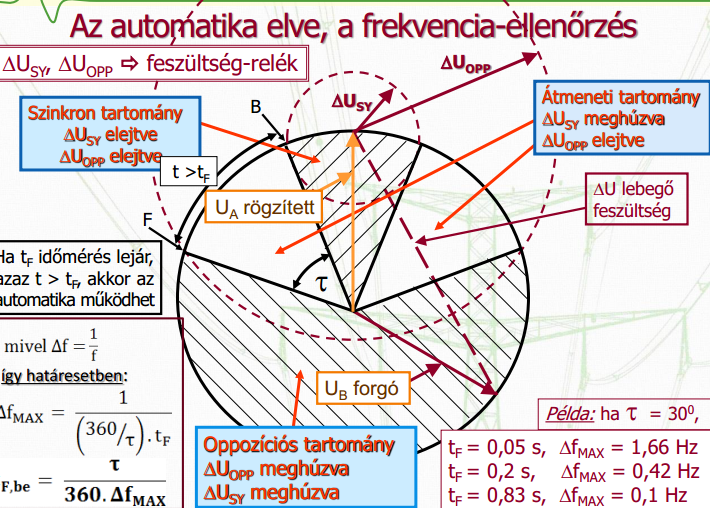 Az automatika elve, a frekvencia-ellenőrzés
ΔU_SY, ΔU_OPP ⇨ feszültség-relék
ΔU_OPP
ΔU_SY
Szinkron tartomány
ΔU_SY elejtve
ΔU_OPP elejtve
B
Átmeneti tartomány
ΔU_SY meghúzva
ΔU_OPP elejtve
t >t_F
U_A rögzített
ΔU lebegő
feszültség
F
τ
Ha t_F időmérés lejár,
azaz t > t_F, akkor az
automatika működhet
mivel Δf = 1/f
így határesetben:
Δf_MAX = 1/((360/τ).t_F)
F,be = τ/(360.Δf_MAX)
U_B forgó
Oppozíciós tartomány
ΔU_OPP meghúzva
ΔU_SY meghúzva
Példa: ha τ = 30⁰,
t_F = 0,05 s, Δf_MAX = 1,66 Hz
t_F = 0,2 s, Δf_MAX = 0,42 Hz
t_F = 0,83 s, Δf_MAX = 0,1 Hz